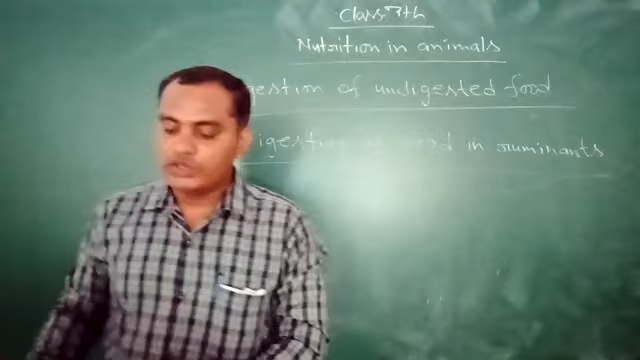 Class 7th
Nutrition in animals
gestion of undigested food
igestion food in ruminants